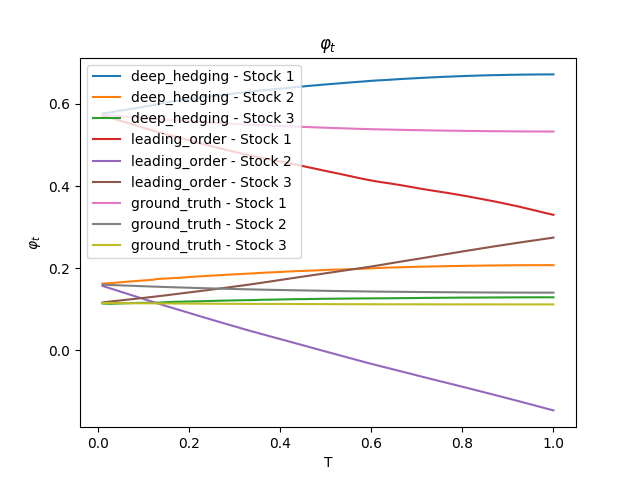 φt
deep_hedging - Stock 1
deep_hedging - Stock 2
deep_hedging - Stock 3
leading_order - Stock 1
leading_order - Stock 2
leading_order - Stock 3
ground_truth - Stock 1
ground_truth - Stock 2
ground_truth - Stock 3
φt
0.6
0.4
0.2
0.0
0.0 0.2 0.4 0.6 0.8 1.0
T